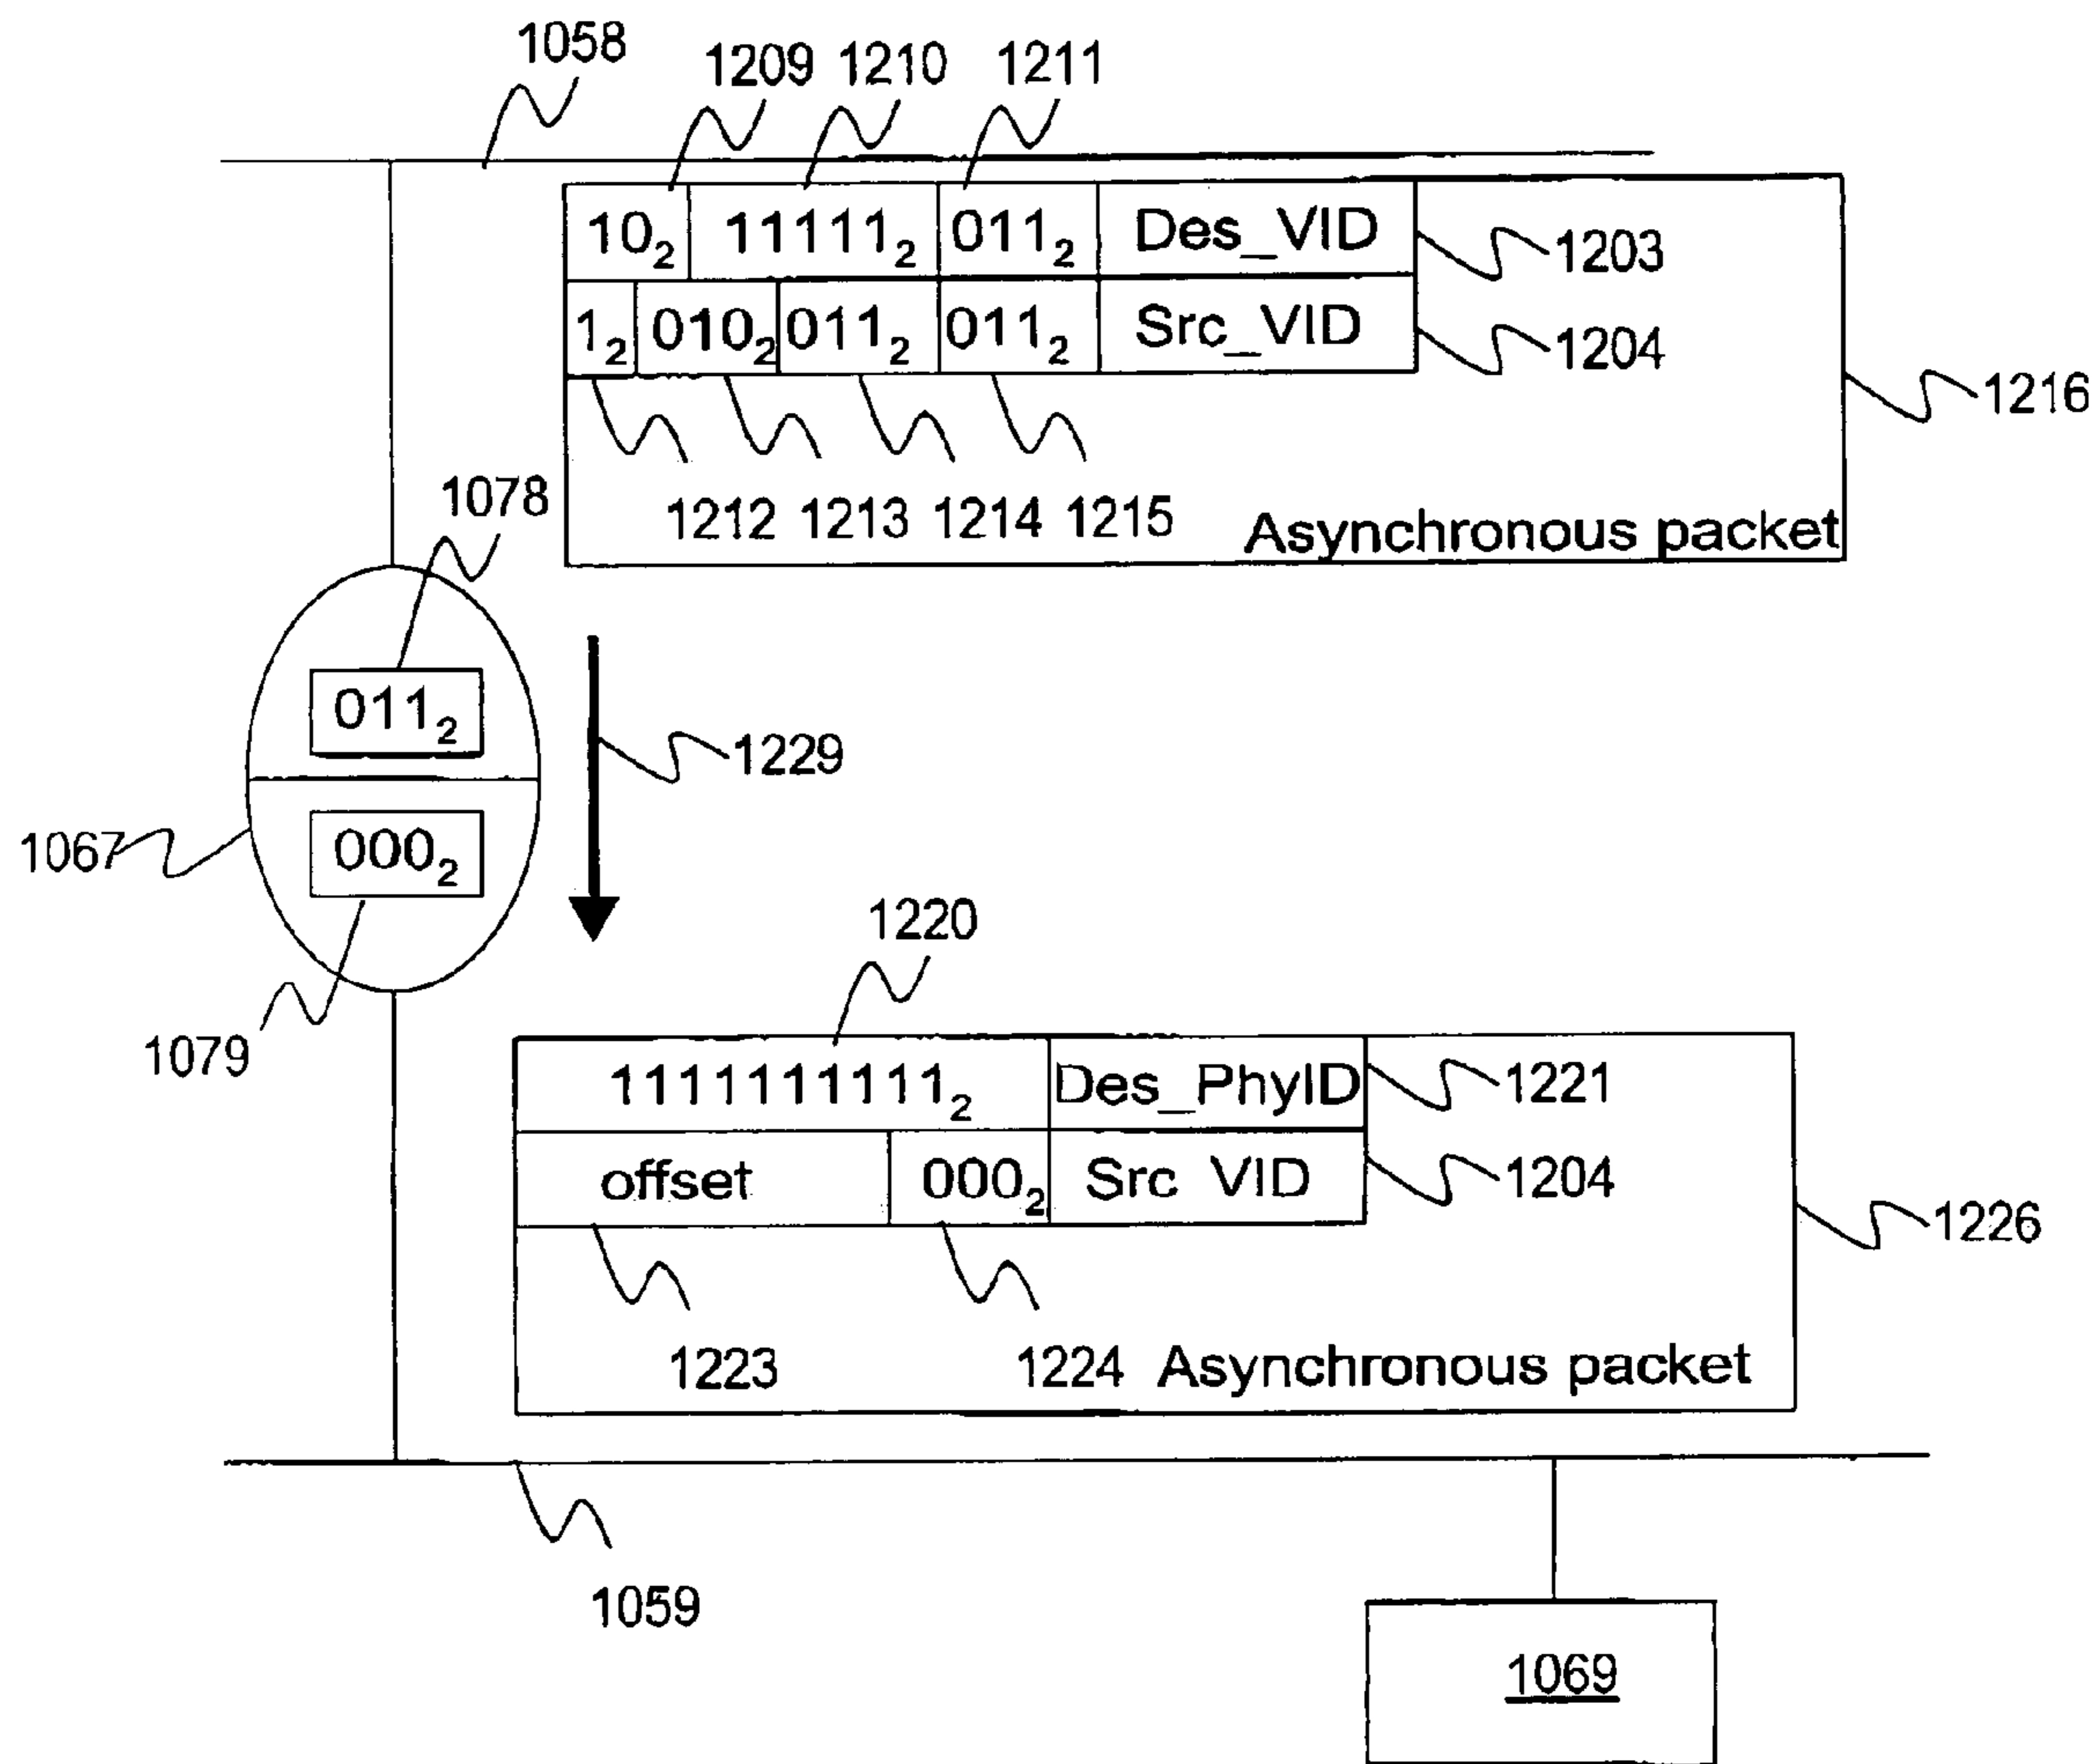 1058
1209 1210 1211
10₂ 11111₂ 011₂ Des_VID
1203
1₂ 010₂ 011₂ 011₂ Src_VID
1204
1216
1212 1213 1214 1215
Asynchronous packet
1078
011₂
1229
1067
000₂
1079
1220
1111111111₂ Des_PhyID
1221
offset 000₂ Src VID
1204
1226
1223 1224 Asynchronous packet
1059
1069